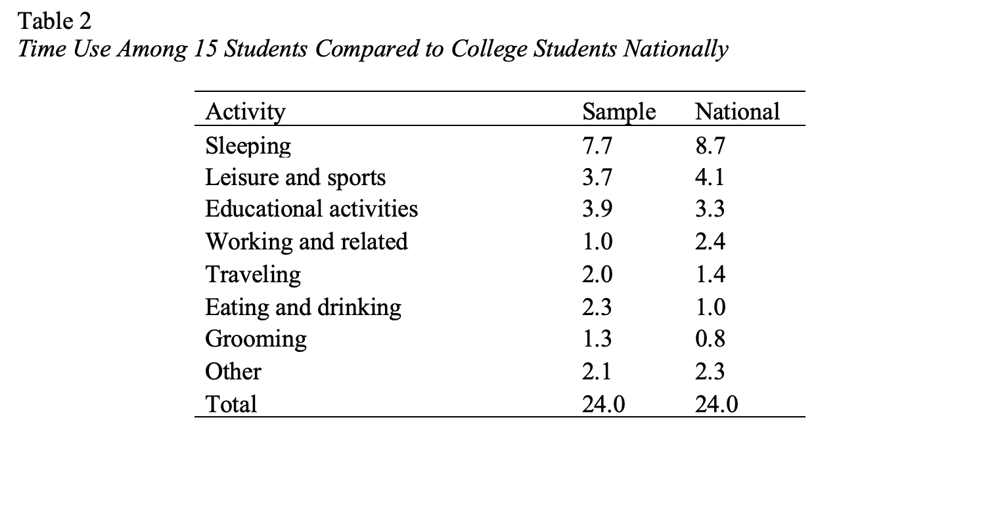 Table 2
Time Use Among 15 Students Compared to College Students Nationally
Activity Sample National
Sleeping 7.7 8.7
Leisure and sports 3.7 4.1
Educational activities 3.9 3.3
Working and related 1.0 2.4
Traveling 2.0 1.4
Eating and drinking 2.3 1.0
Grooming 1.3 0.8
Other 2.1 2.3
Total 24.0 24.0